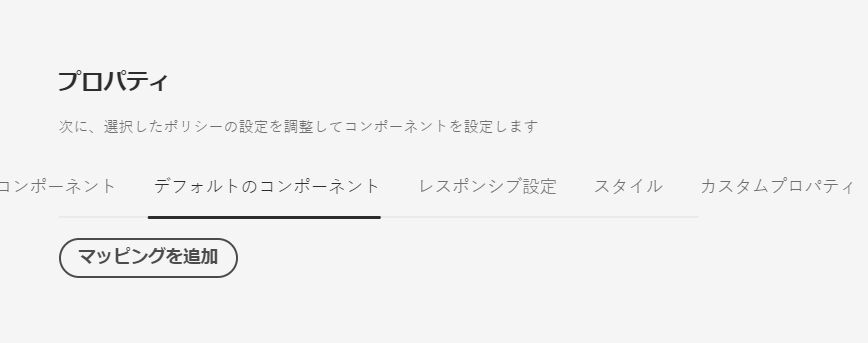 プロパティ
次に、選択したポリシーの設定を調整してコンポーネントを設定します
コンポーネント デフォルトのコンポーネント レスポンシブ設定 スタイル カスタムプロパティ
マッピングを追加